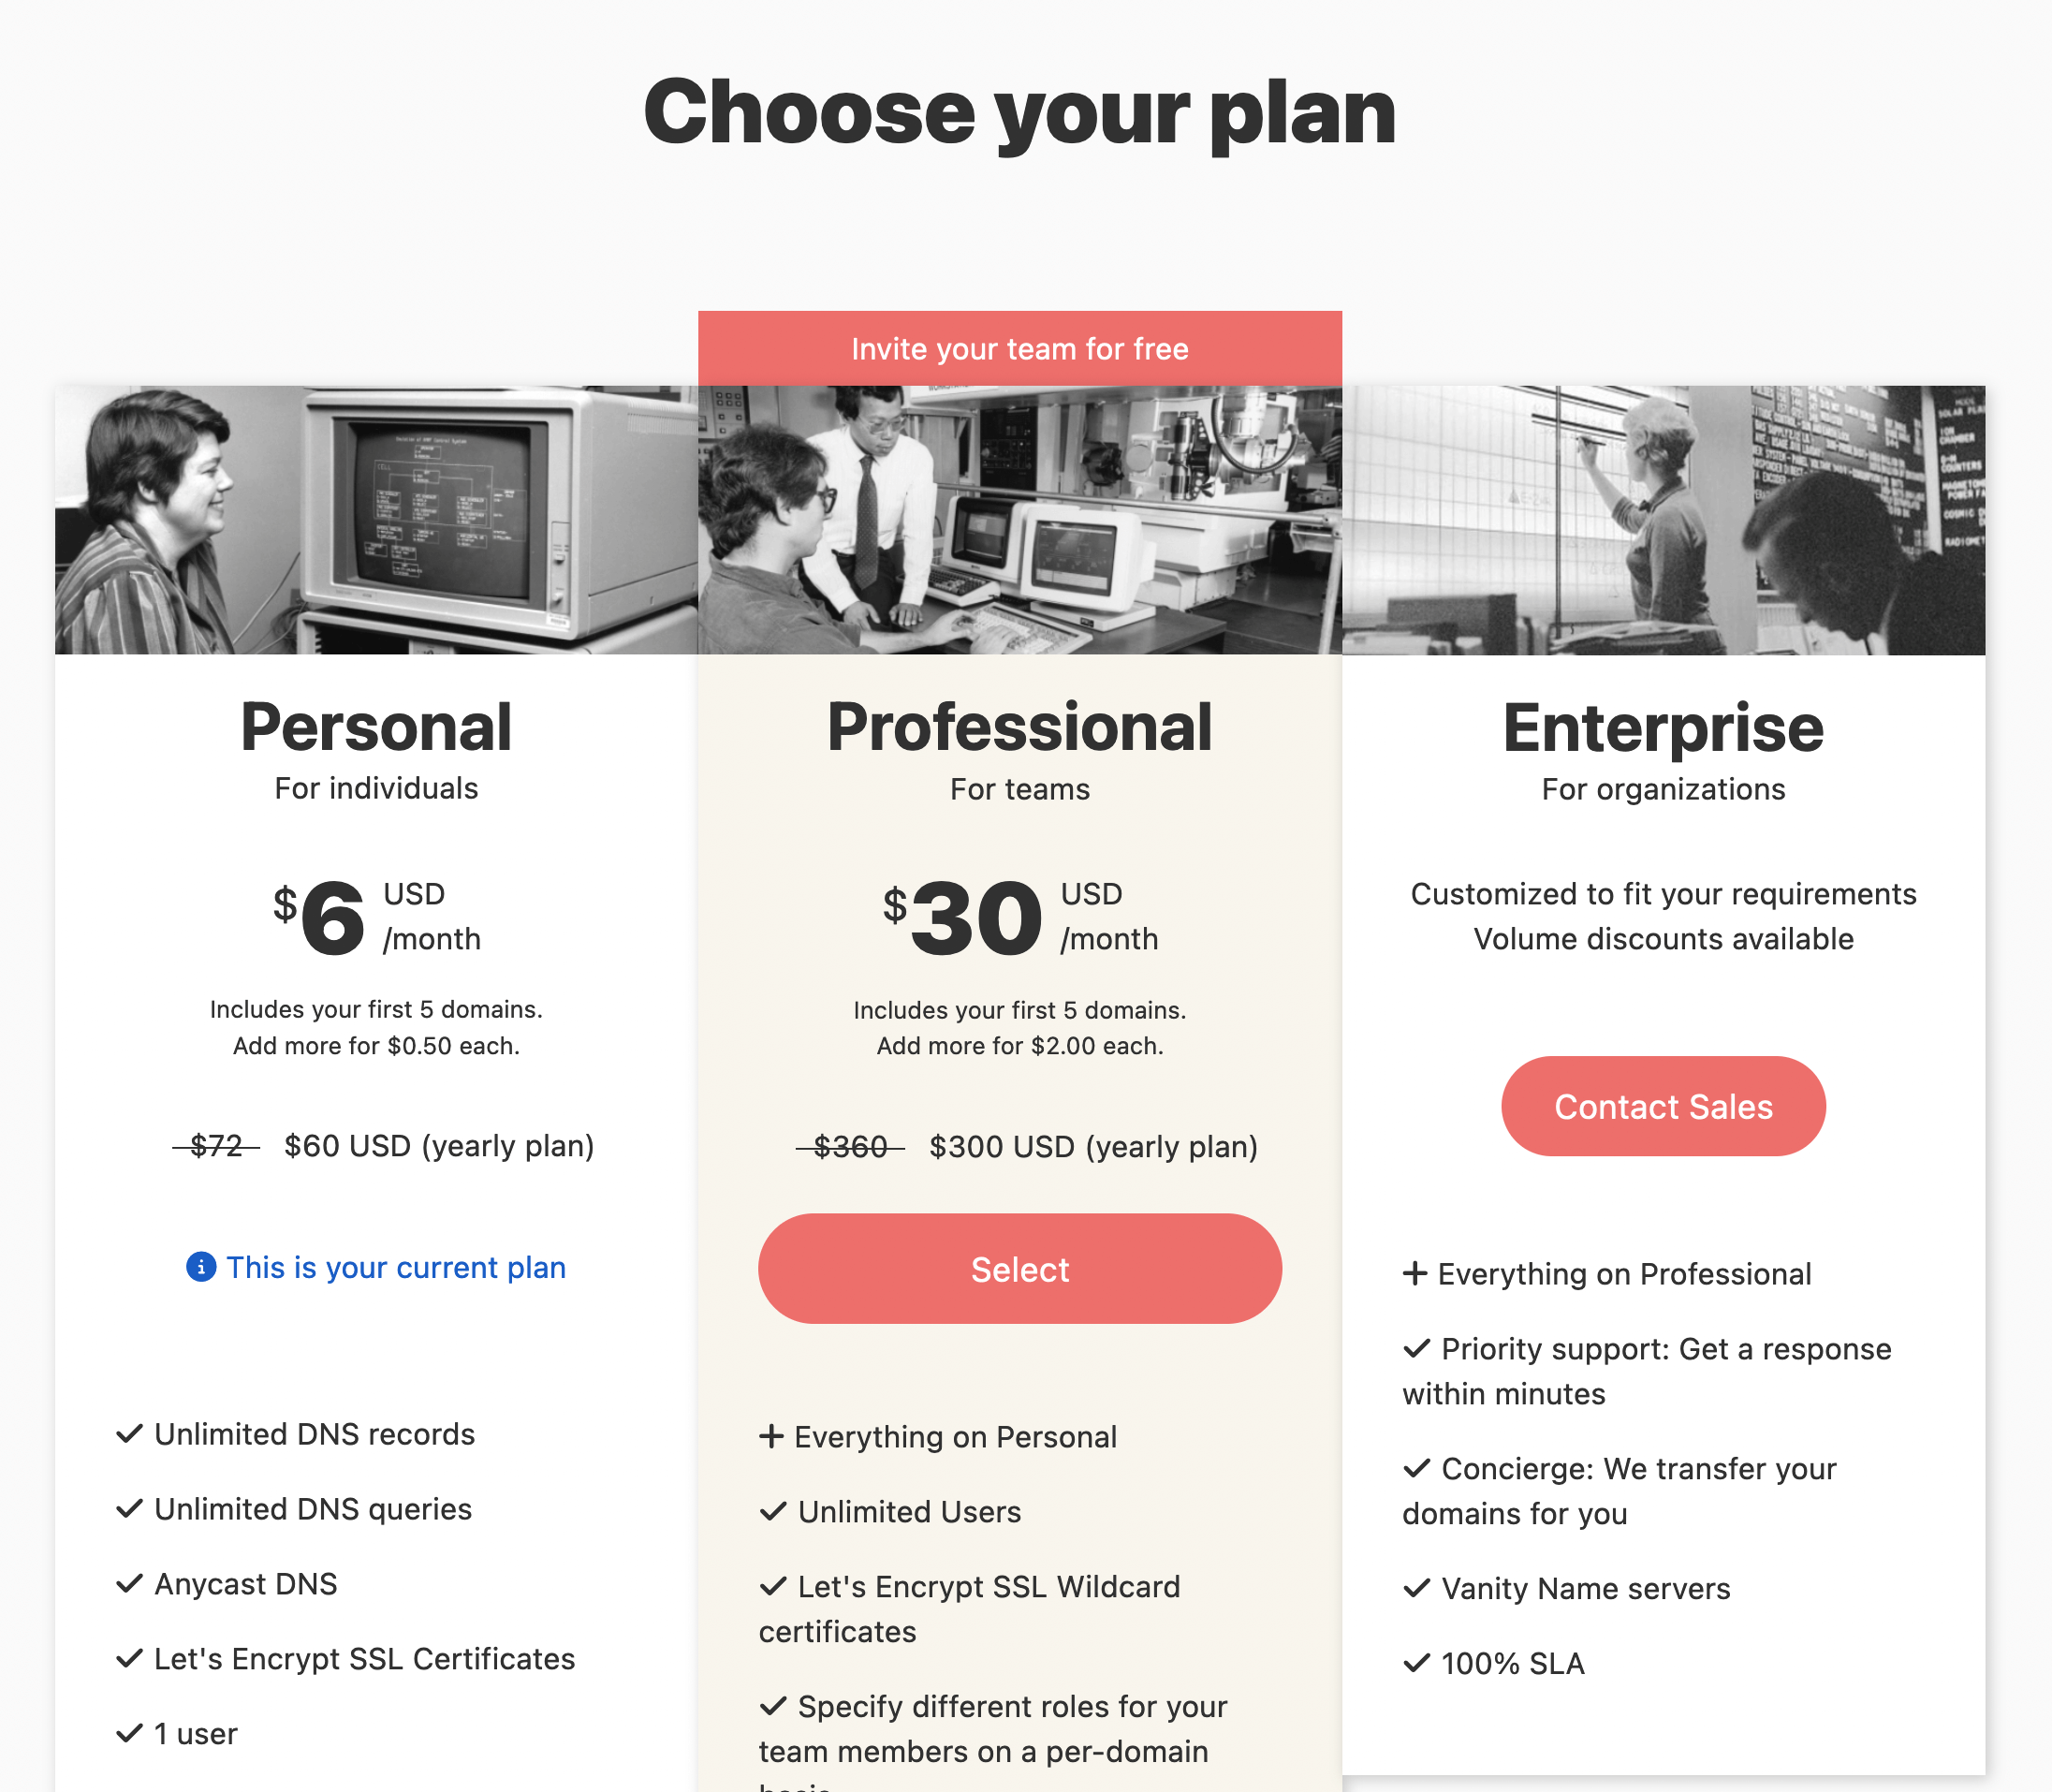 Choose your plan
Invite your team for free
Personal
For individuals
$6 USD
/month
Includes your first 5 domains.
Add more for $0.50 each.
$72 $60 USD (yearly plan)
This is your current plan
Unlimited DNS records
Unlimited DNS queries
Anycast DNS
Let's Encrypt SSL Certificates
1 user
Professional
For teams
$30 USD
/month
Includes your first 5 domains.
Add more for $2.00 each.
$360 $300 USD (yearly plan)
Select
+ Everything on Personal
Unlimited Users
Let's Encrypt SSL Wildcard
certificates
Specify different roles for your
team members on a per-domain
Enterprise
For organizations
Customized to fit your requirements
Volume discounts available
Contact Sales
+ Everything on Professional
Priority support: Get a response
within minutes
Concierge: We transfer your
domains for you
Vanity Name servers
100% SLA